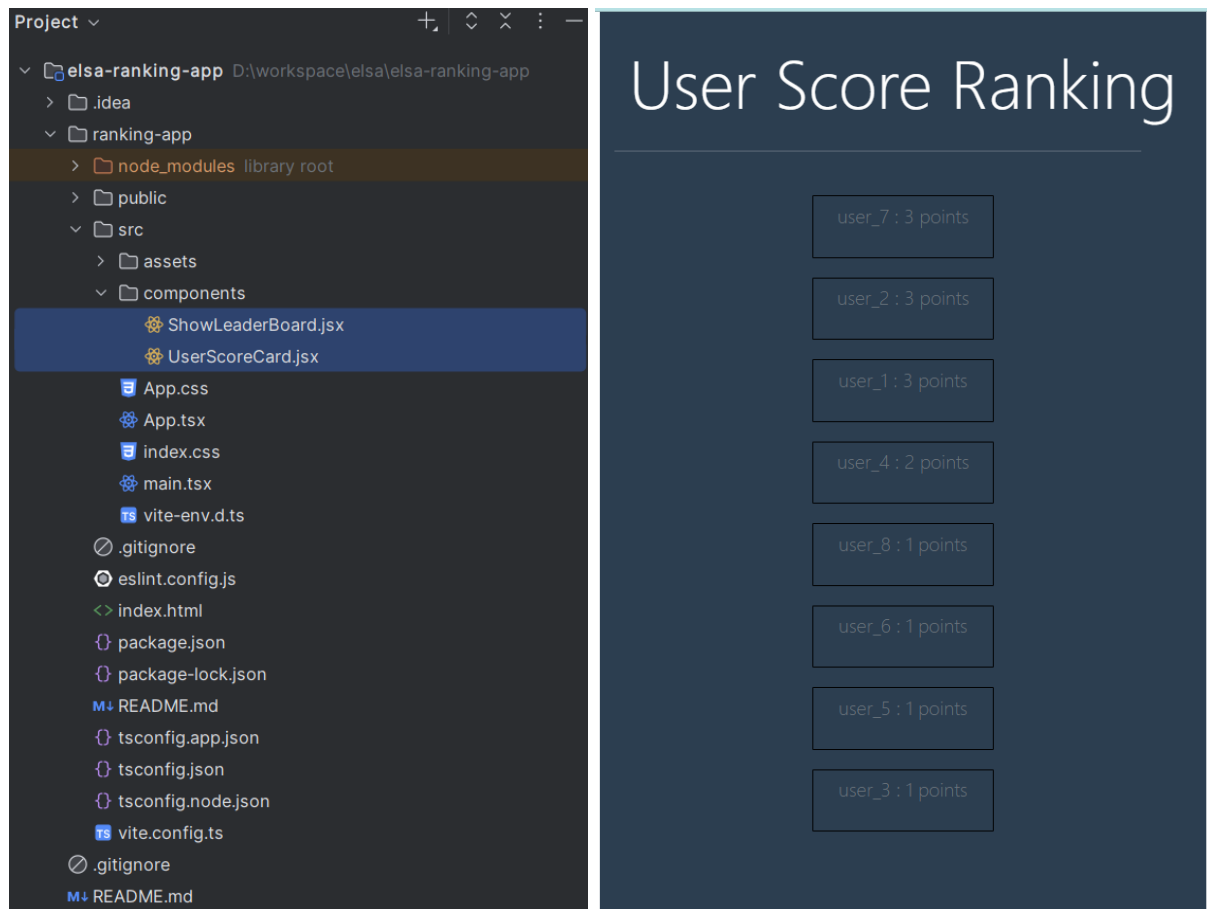 Project
elsa-ranking-app D:\workspace\elsa\elsa-ranking-app
.idea
ranking-app
node_modules library root
public
src
assets
components
ShowLeaderBoard.jsx
UserScoreCard.jsx
App.css
App.tsx
index.css
main.tsx
TS vite-env.d.ts
.gitignore
eslint.config.js
<> index.html
{} package.json
{} package-lock.json
M↓ README.md
{} tsconfig.app.json
{} tsconfig.json
{} tsconfig.node.json
TS vite.config.ts
.gitignore
M↓ README.md
User Score Ranking
user_7 : 3 points
user_2 : 3 points
user_1 : 3 points
user_4 : 2 points
user_8 : 1 points
user_6 : 1 points
user_5 : 1 points
user_3 : 1 points